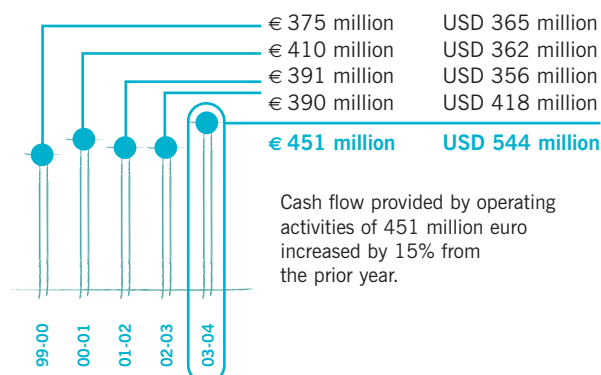 € 375 million USD 365 million
€ 410 million USD 362 million
€ 391 million USD 356 million
€ 390 million USD 418 million
€ 451 million USD 544 million
Cash flow provided by operating
activities of 451 million euro
increased by 15% from
the prior year.
99-00 00-01 01-02 02-03 03-04